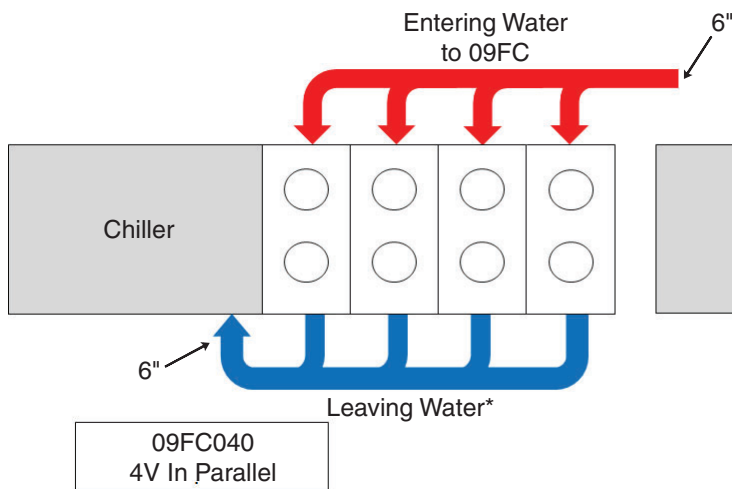 Entering Water
to 09FC
6"
Chiller
6"
Leaving Water*
09FC040
4V In Parallel